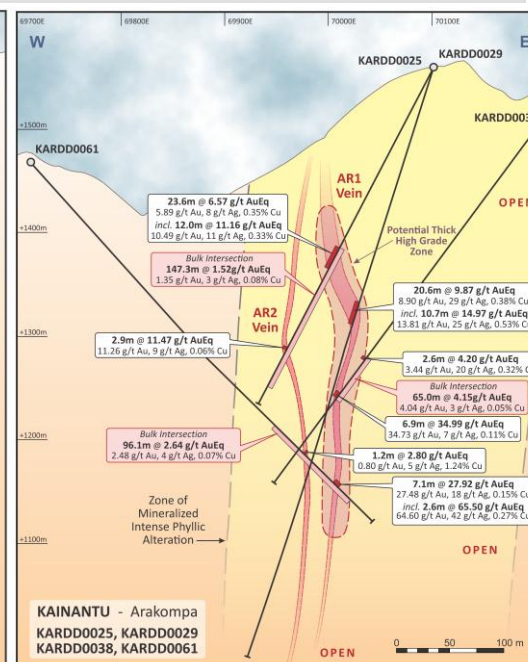 69700E
69800E
69900E
70000E
70100E
W
E
KARDD0029
KARDD0025
KARDD0061
+1500m
+1400m
+1300m
+1200m
+1100m
AR1
Vein
23.6m @ 6.57 g/t AuEq
5.89 g/t Au, 8 g/t Ag, 0.35% Cu
incl. 12.0m @ 11.16 g/t AuEq
10.49 g/t Au, 11 g/t Ag, 0.33% Cu
OPEN
Potential Thick
High Grade
Zone
Bulk Intersection
147.3m @ 1.52g/t AuEq
1.35 g/t Au, 3 g/t Ag, 0.08% Cu
20.6m @ 9.87 g/t AuEq
8.90 g/t Au, 29 g/t Ag, 0.38% Cu
incl. 10.7m @ 14.97 g/t AuEq
13.81 g/t Au, 25 g/t Ag, 0.53% Cu
AR2
Vein
2.9m @ 11.47 g/t AuEq
11.26 g/t Au, 9 g/t Ag, 0.06% Cu
2.6m @ 4.20 g/t AuEq
3.44 g/t Au, 20 g/t Ag, 0.32% Cu
Bulk Intersection
65.0m @ 4.15g/t AuEq
4.04 g/t Au, 3 g/t Ag, 0.05% Cu
6.9m @ 34.99 g/t AuEq
34.73 g/t Au, 7 g/t Ag, 0.11% Cu
Bulk Intersection
96.1m @ 2.64 g/t AuEq
2.48 g/t Au, 4 g/t Ag, 0.07% Cu
1.2m @ 2.80 g/t AuEq
0.80 g/t Au, 5 g/t Ag, 1.24% Cu
7.1m @ 27.92 g/t AuEq
27.48 g/t Au, 18 g/t Ag, 0.15% Cu
incl. 2.6m @ 65.50 g/t AuEq
64.60 g/t Au, 42 g/t Ag, 0.27% Cu
Zone of
Mineralized
Intense Phyllic
Alteration
OPEN
KAINANTU - Arakompa
KARDD0025, KARDD0029
KARDD0038, KARDD0061
OPEN
0 50 100 m